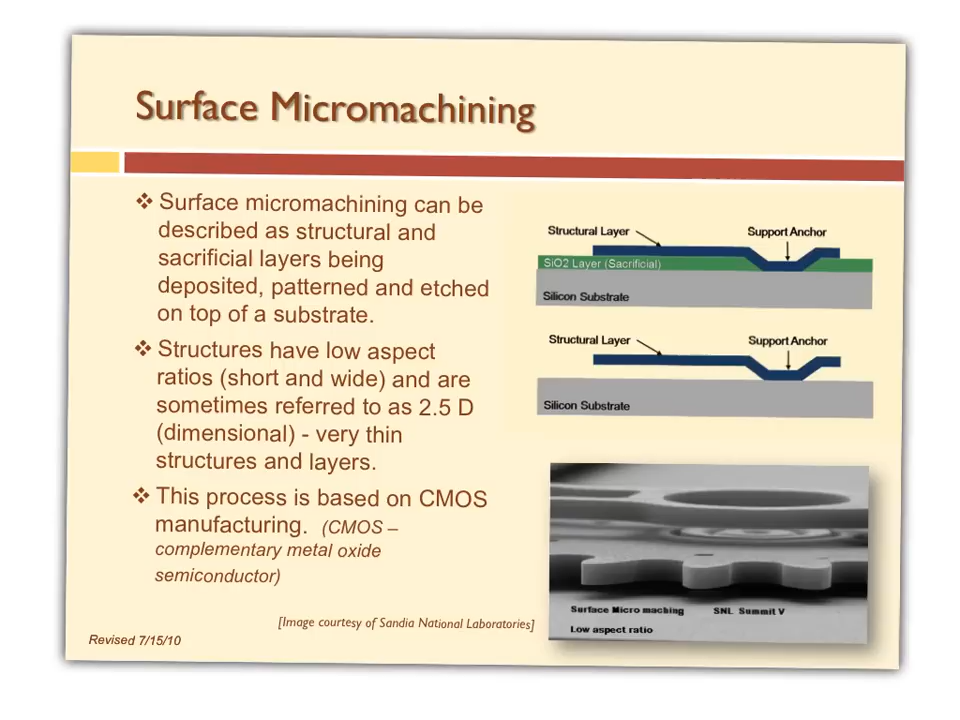 Surface Micromachining
❖ Surface micromachining can be
described as structural and
sacrificial layers being
deposited, patterned and etched
on top of a substrate.
❖ Structures have low aspect
ratios (short and wide) and are
sometimes referred to as 2.5 D
(dimensional) - very thin
structures and layers.
❖ This process is based on CMOS
manufacturing. (CMOS –
complementary metal oxide
semiconductor)
Structural Layer
Support Anchor
SiO2 Layer (Sacrificial)
Silicon Substrate
Structural Layer
Support Anchor
Silicon Substrate
Surface Micro maching SNL Summit V
Low aspect ratio
[Image courtesy of Sandia National Laboratories]
Revised 7/15/10